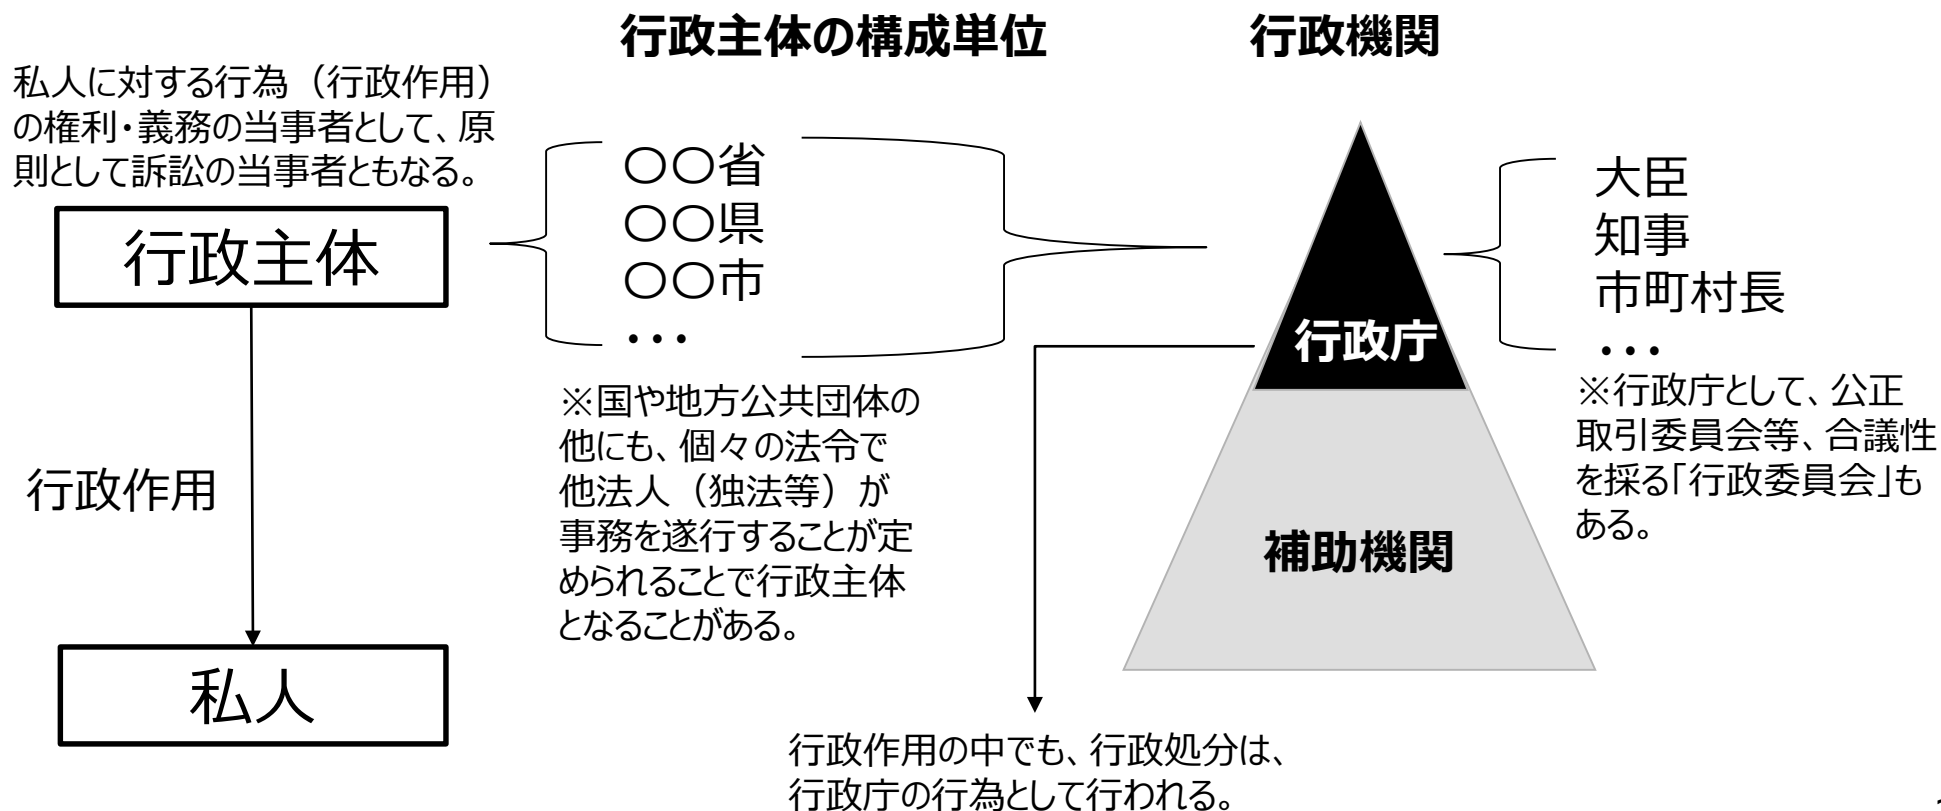 行政主体の構成単位
行政機関
私人に対する行為（行政作用）
の権利・義務の当事者として、原
則として訴訟の当事者ともなる。
行政主体
行政作用
私人
〇〇省
〇〇県
〇〇市
・・・
※国や地方公共団体の
他にも、個々の法令で
他法人（独法等）が
事務を遂行することが定
められることで行政主体
となることがある。
行政庁
補助機関
大臣
知事
市町村長
・・・
※行政庁として、公正
取引委員会等、合議性
を採る「行政委員会」も
ある。
行政作用の中でも、行政処分は、
行政庁の行為として行われる。